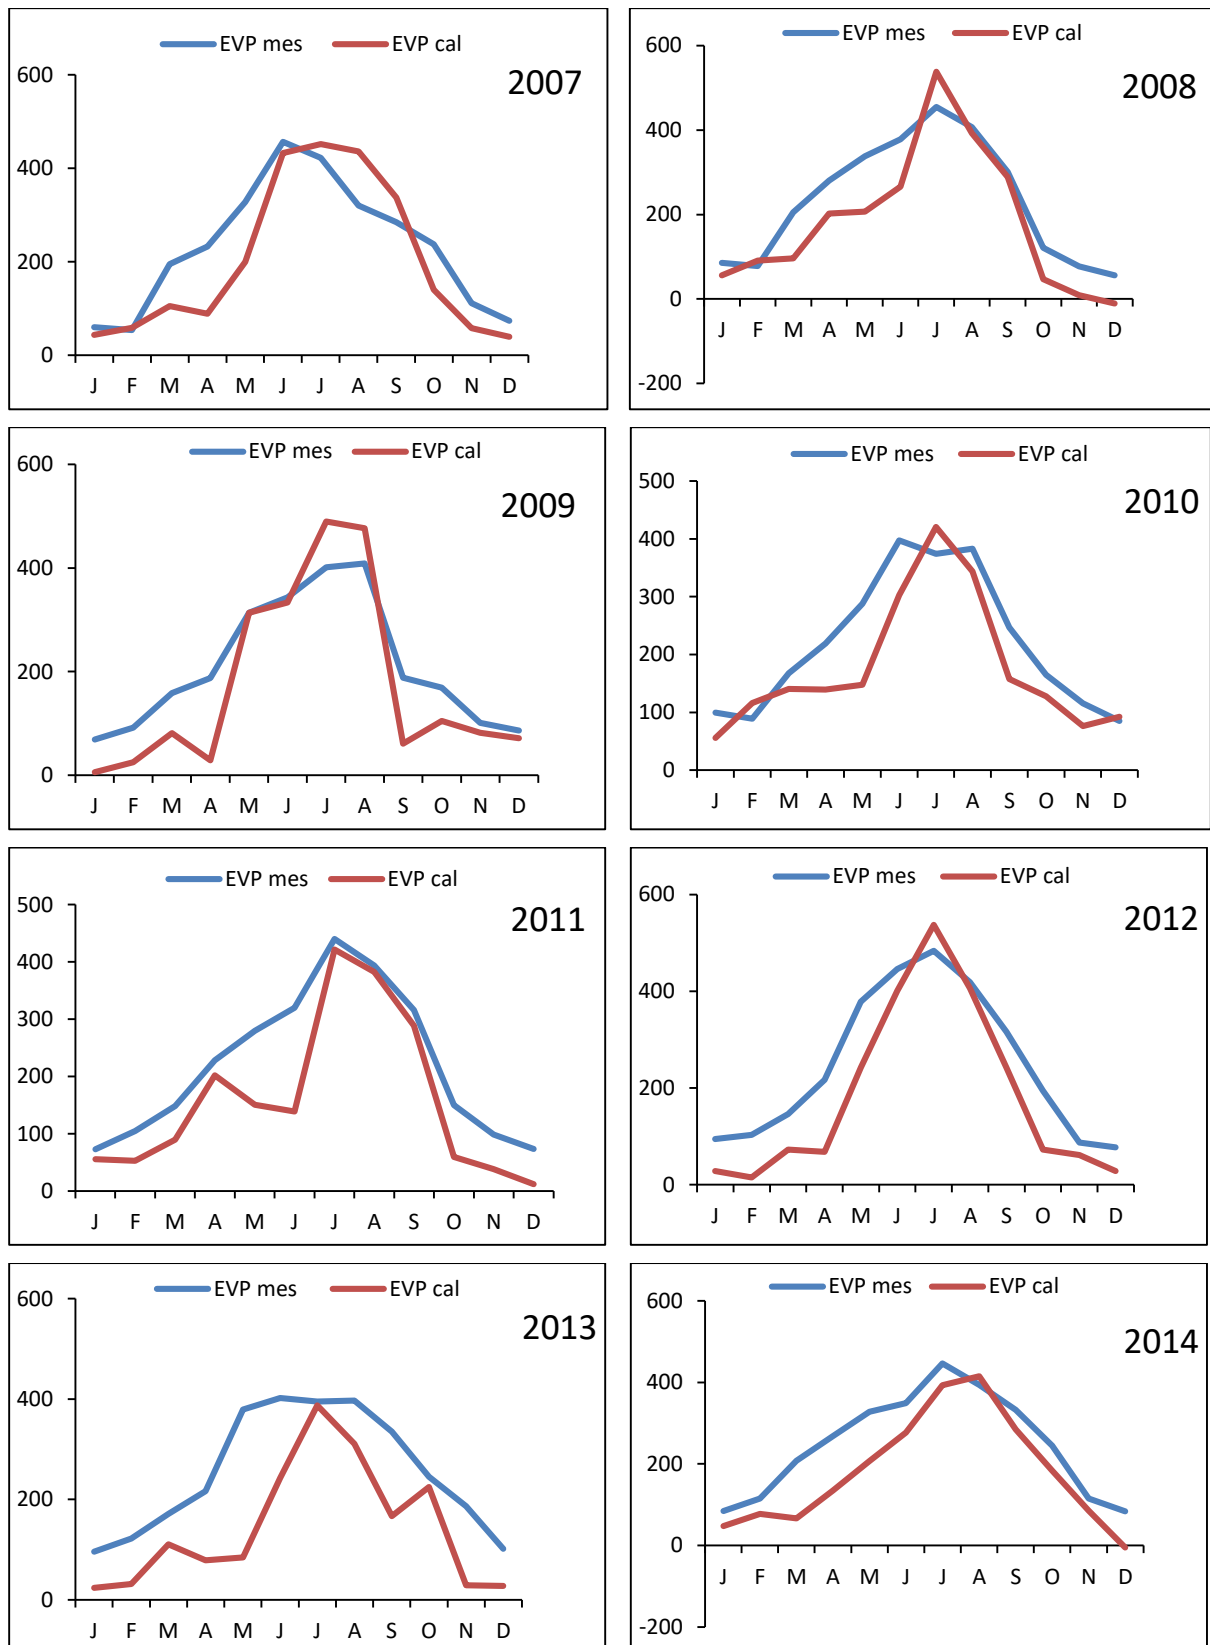 EVP mes EVP cal
2007
600
400
200
0
J F M A M J J A S O N D
EVP mes EVP cal
2008
600
400
200
0
-200
J F M A M J J A S O N D
EVP mes EVP cal
2009
600
400
200
0
J F M A M J J A S O N D
EVP mes EVP cal
2010
500
400
300
200
100
0
J F M A M J J A S O N D
EVP mes EVP cal
2011
500
400
300
200
100
0
J F M A M J J A S O N D
EVP mes EVP cal
2012
600
400
200
0
J F M A M J J A S O N D
EVP mes EVP cal
2013
600
400
200
0
J F M A M J J A S O N D
EVP mes EVP cal
2014
600
400
200
0
-200
J F M A M J J A S O N D